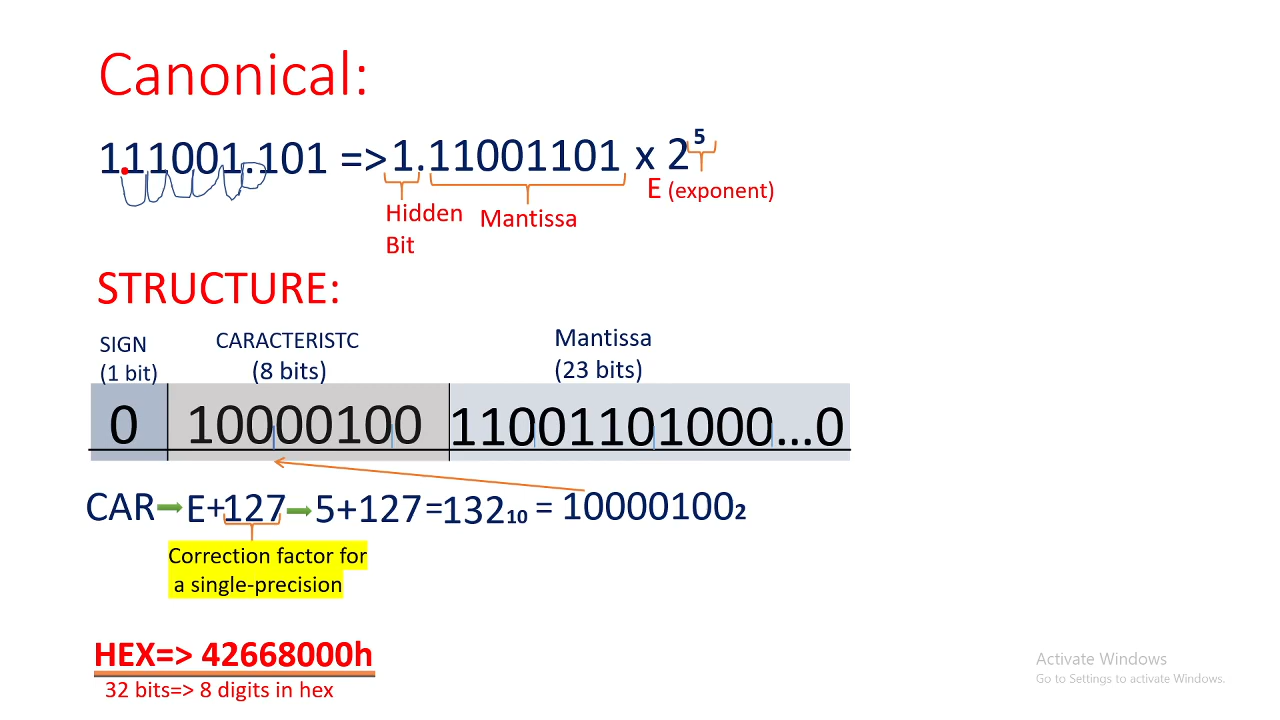 Canonical:
111001.101 => 1.11001101 x 2⁵
E (exponent)
Hidden
Bit
Mantissa
STRUCTURE:
SIGN
(1 bit)
CARACTERISTC
(8 bits)
Mantissa
(23 bits)
0 10000100 11001101000...0
CAR➡E+127➡5+127=132₁₀ = 10000100₂
Correction factor for
a single-precision
HEX=> 42668000h
32 bits=> 8 digits in hex
Activate Windows
Go to Settings to activate Windows.